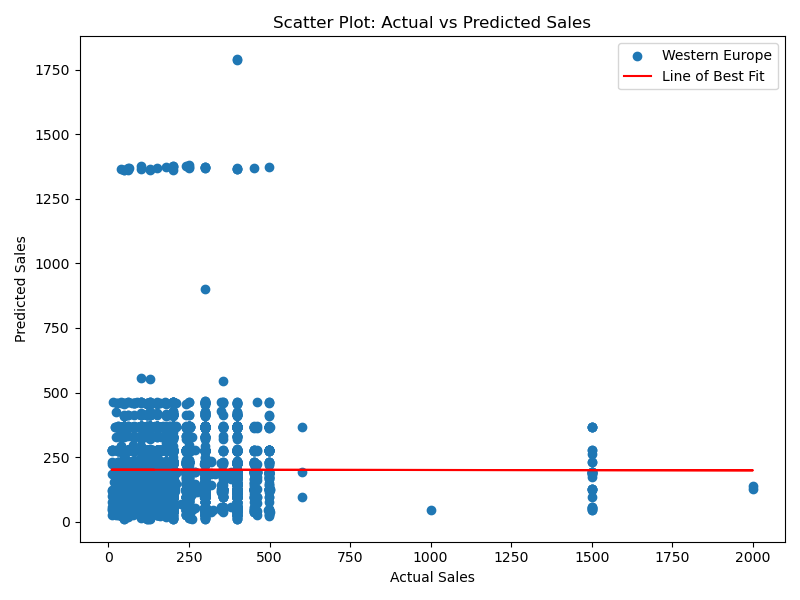 Scatter Plot: Actual vs Predicted Sales
Western Europe
Line of Best Fit
1750
1500
1250
1000
750
500
250
0
Predicted Sales
0 250 500 750 1000 1250 1500 1750 2000
Actual Sales